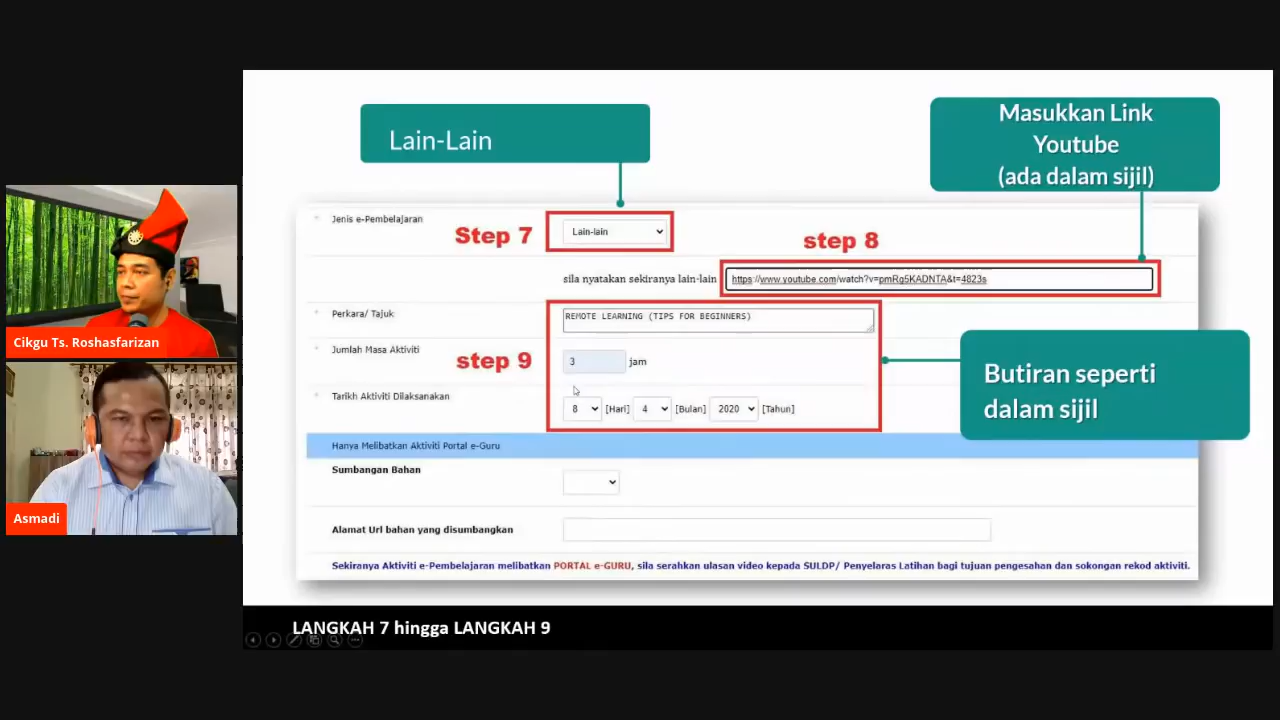 Cikgu Ts. Roshasfarizan
Asmadi
Lain-Lain
Masukkan Link
Youtube
(ada dalam sijil)
Jenis e-Pembelajaran
Step 7
Lain-lain
step 8
sila nyatakan sekiranya lain-lain
https://www.youtube.com/watch?v=pmRg5KADNTA&t=4823s
Perkara/ Tajuk
REMOTE LEARNING (TIPS FOR BEGINNERS)
Jumlah Masa Aktiviti
step 9
3 jam
Butiran seperti
dalam sijil
Tarikh Aktiviti Dilaksanakan
8 [Hari] 4 [Bulan] 2020 [Tahun]
Hanya Melibatkan Aktiviti Portal e-Guru
Sumbangan Bahan
Alamat Url bahan yang disumbangkan
Sekiranya Aktiviti e-Pembelajaran melibatkan PORTAL e-GURU, sila serahkan ulasan video kepada SULDP/ Penyelaras Latihan bagi tujuan pengesahan dan sokongan rekod aktiviti.
LANGKAH 7 hingga LANGKAH 9